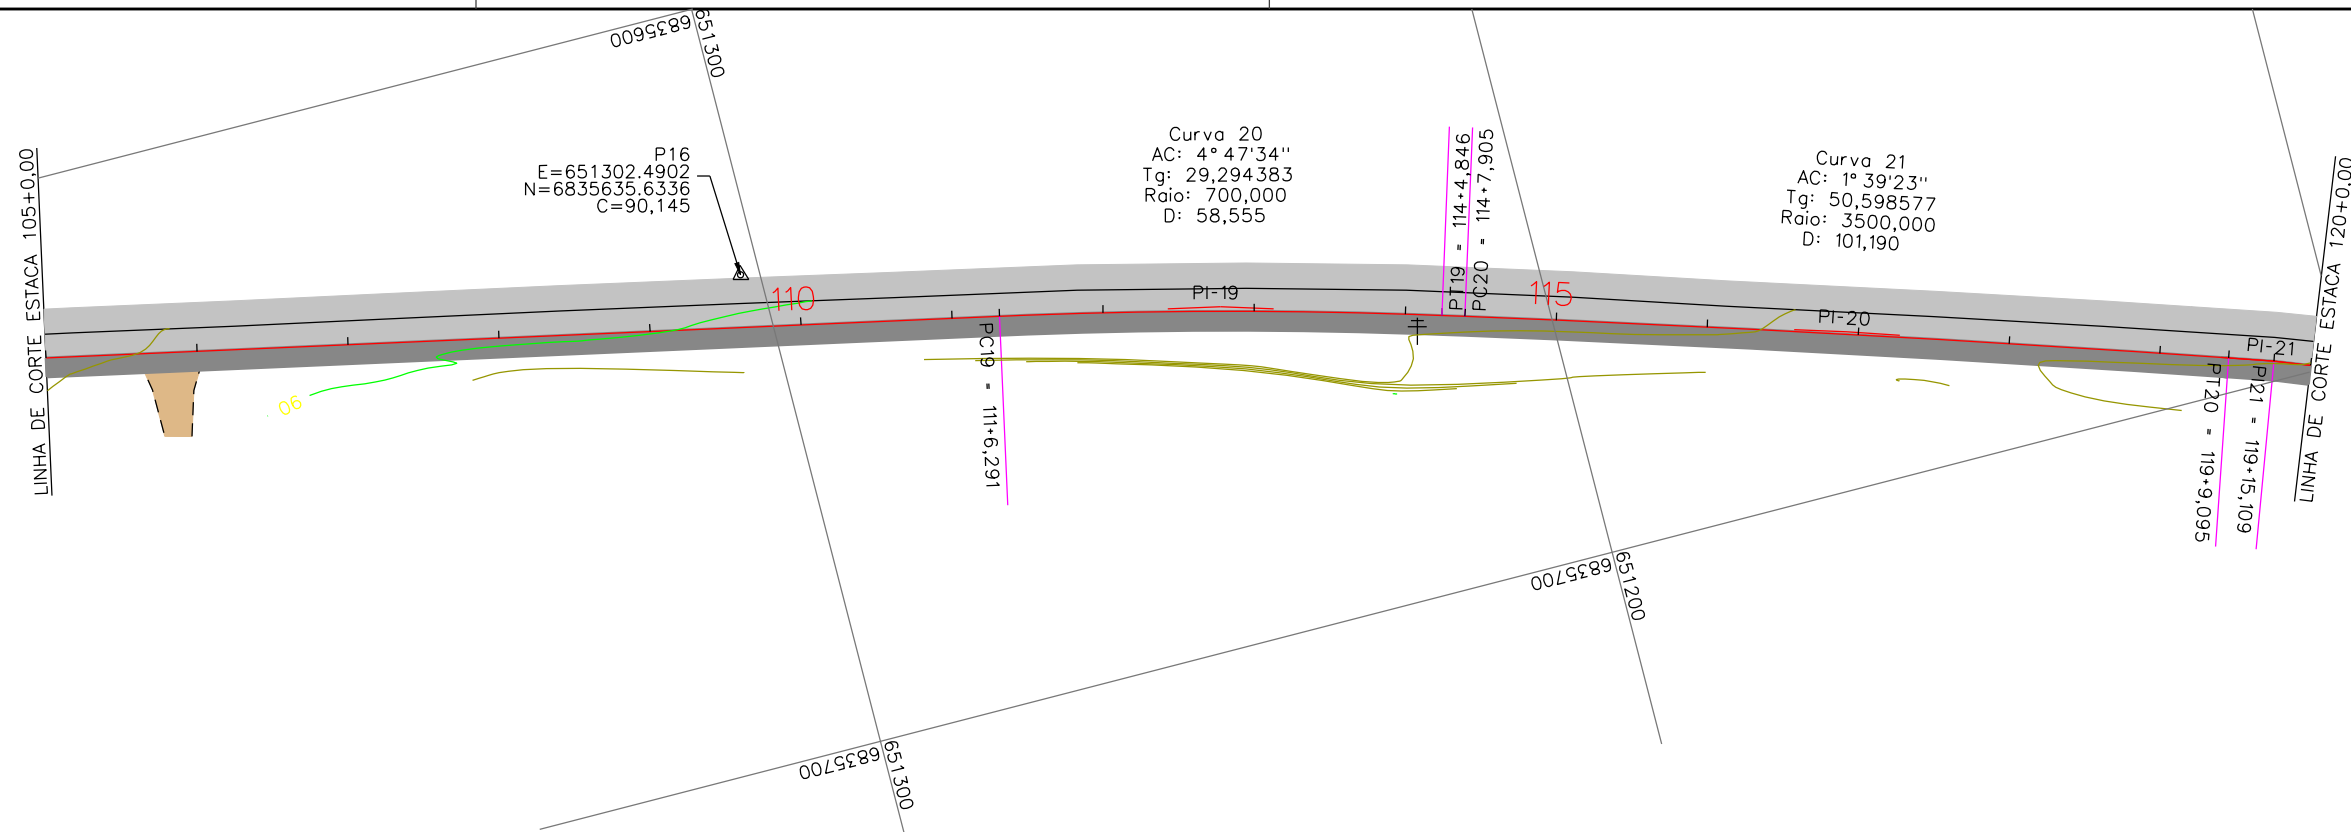 6835600
651300
LINHA DE CORTE ESTACA 105+0,00
P16
E=651302.4902
N=6835635.6336
C=90,145
Curva 20
AC: 4°47'34"
Tg: 29,294383
Raio: 700,000
D: 58,555
PT19 = 114+4,846
PC20 = 114+7,905
Curva 21
AC: 1°39'23"
Tg: 50,598577
Raio: 3500,000
D: 101,190
LINHA DE CORTE ESTACA 120+0,00
110
PI-19
115
PI-20
PI-21
90
PC19 = 111+6,291
PT20 = 119+9,095
PI21 = 119+15,109
6835700
651200
6835700
651300